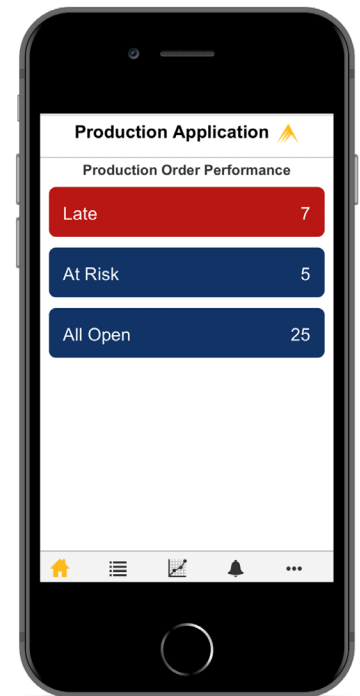 Production Application
Production Order Performance
Late 7
At Risk 5
All Open 25